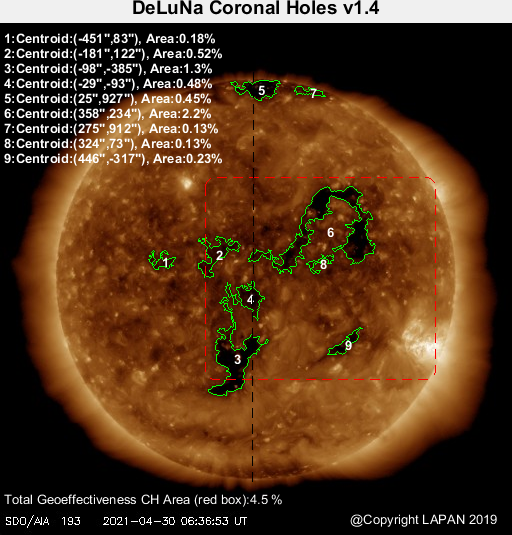 DeLuNa Coronal Holes v1.4
1:Centroid:(-451",83"), Area:0.18%
2:Centroid:(-181",122"), Area:0.52%
3:Centroid:(-98",-385"), Area:1.3%
4:Centroid:(-29",-93"), Area:0.48%
5:Centroid:(25",927"), Area:0.45%
6:Centroid:(358",234"), Area:2.2%
7:Centroid:(275",912"), Area:0.13%
8:Centroid:(324",73"), Area:0.13%
9:Centroid:(446",-317"), Area:0.23%
5
7
6
2
1
8
4
9
3
Total Geoeffectiveness CH Area (red box):4.5 %
SDO/AIA 193 2021-04-30 06:36:53 UT
@Copyright LAPAN 2019